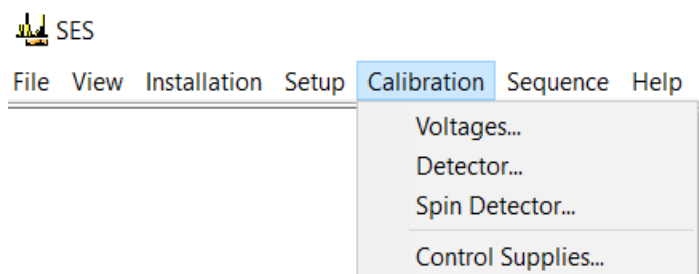 SES
File View Installation Setup Calibration Sequence Help
Voltages...
Detector...
Spin Detector...
Control Supplies...